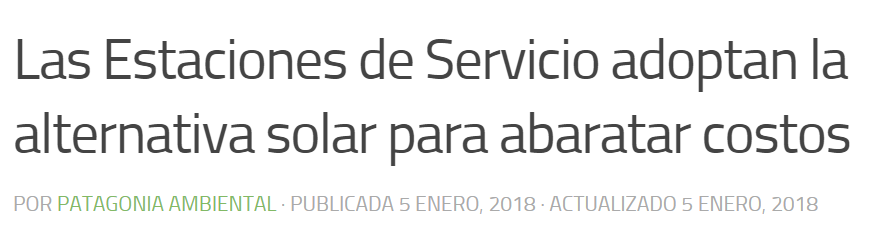 Las Estaciones de Servicio adoptan la
alternativa solar para abaratar costos
POR PATAGONIA AMBIENTAL · PUBLICADA 5 ENERO, 2018 · ACTUALIZADO 5 ENERO, 2018